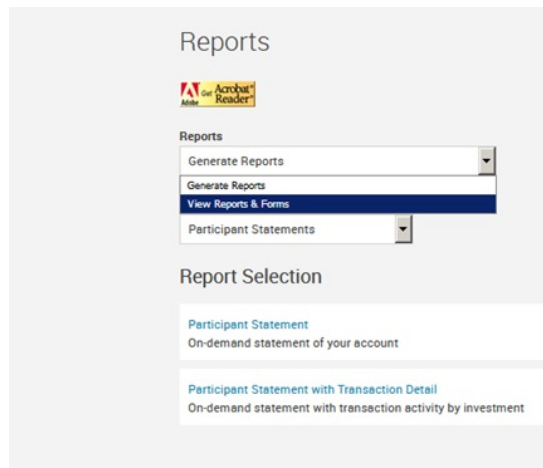 Reports
Adobe Get Acrobat® Reader®
Reports
Generate Reports
Generate Reports
View Reports & Forms
Participant Statements
Report Selection
Participant Statement
On-demand statement of your account
Participant Statement with Transaction Detail
On-demand statement with transaction activity by investment